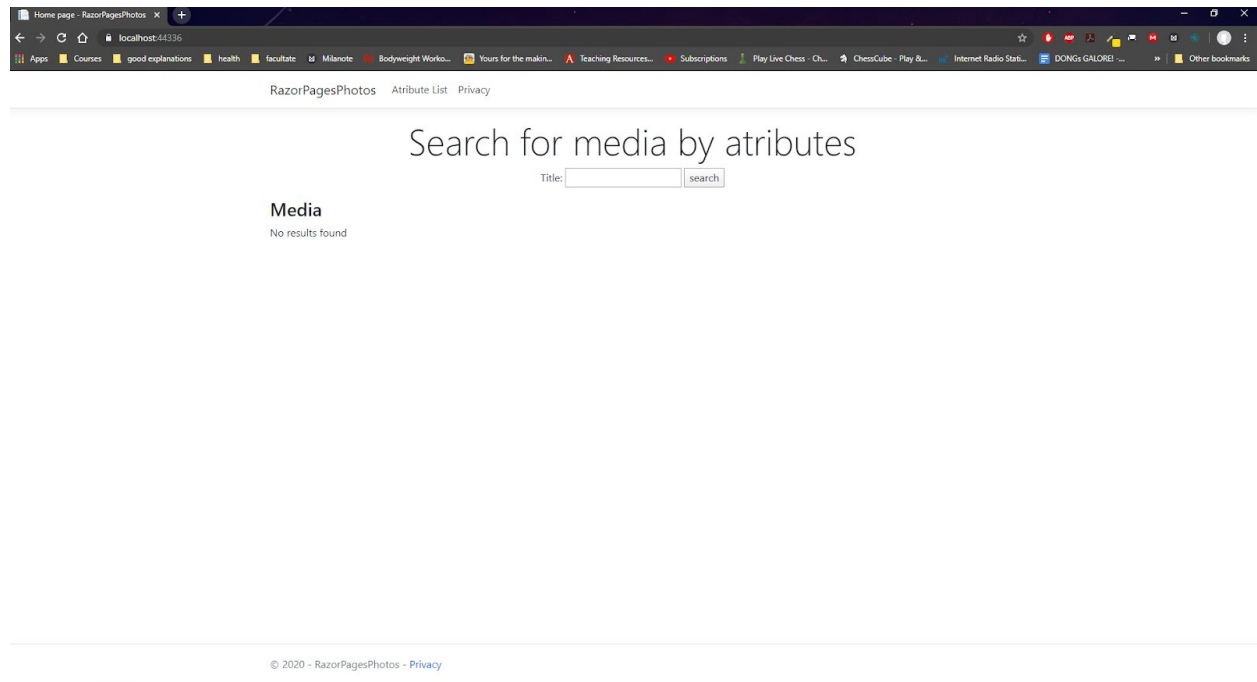 Home page - RazorPagesPhotos
localhost:44336
Apps Courses good explanations health facultate Milanote Bodyweight Worko... Yours for the makin... Teaching Resources... Subscriptions Play Live Chess - Ch... ChessCube - Play &... Internet Radio Stati... DONGs GALORE! -... » Other bookmarks
RazorPagesPhotos Atribute List Privacy
Search for media by atributes
Title: search
Media
No results found
© 2020 - RazorPagesPhotos - Privacy